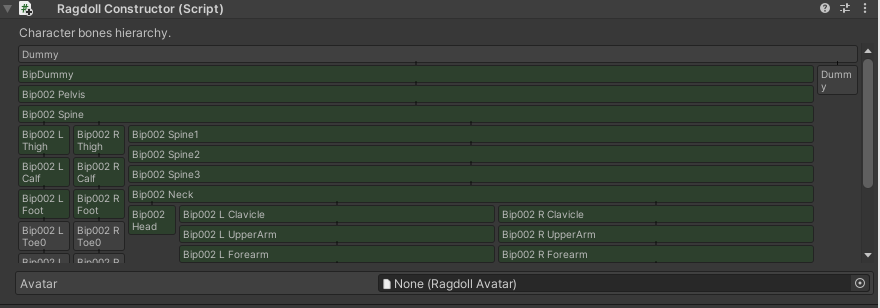 Ragdoll Constructor (Script)
Character bones hierarchy.
Dummy
BipDummy
Dumm
y
Bip002 Pelvis
Bip002 Spine
Bip002 L
Thigh
Bip002 R
Thigh
Bip002 Spine1
Bip002 Spine2
Bip002 L
Calf
Bip002 R
Calf
Bip002 Spine3
Bip002 L
Foot
Bip002 R
Foot
Bip002 Neck
Bip002
Head
Bip002 L Clavicle
Bip002 R Clavicle
Bip002 L
Toe0
Bip002 R
Toe0
Bip002 L UpperArm
Bip002 R UpperArm
Bip002 L Forearm
Bip002 R Forearm
Avatar
None (Ragdoll Avatar)